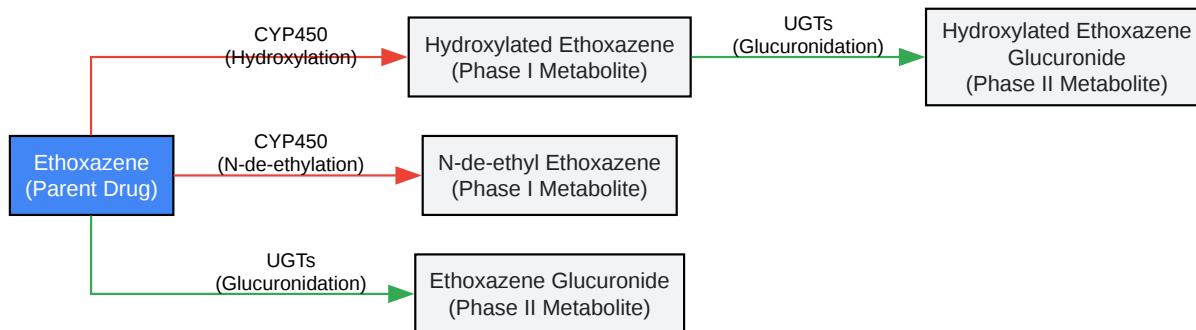 CYP450
(Hydroxylation)
Hydroxylated Ethoxazene
(Phase I Metabolite)
UGTs
(Glucuronidation)
Hydroxylated Ethoxazene
Glucuronide
(Phase II Metabolite)
Ethoxazene
(Parent Drug)
CYP450
(N-de-ethylation)
N-de-ethyl Ethoxazene
(Phase I Metabolite)
UGTs
(Glucuronidation)
Ethoxazene Glucuronide
(Phase II Metabolite)